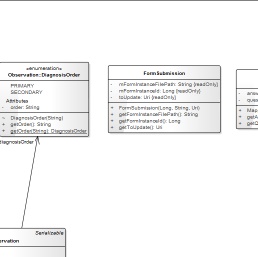 «enumeration»
Observation::DiagnosisOrder
PRIMARY
SECONDARY
Attributes
- order: String
~ DiagnosisOrder(String)
+ getOrder(): String
+ getOrder(String): DiagnosisOrder
diagnosisOrder
Serializable
servation
FormSubmission
- mFormInstanceFilePath: String {readOnly}
- mFormInstanceId: Long {readOnly}
- toUpdate: Uri {readOnly}
+ FormSubmission(Long, String, Uri)
+ getFormInstanceFilePath(): String
+ getFormInstanceId(): Long
+ getToUpdate(): Uri
- answ
- ques
+ Map
+ getA
+ getQ